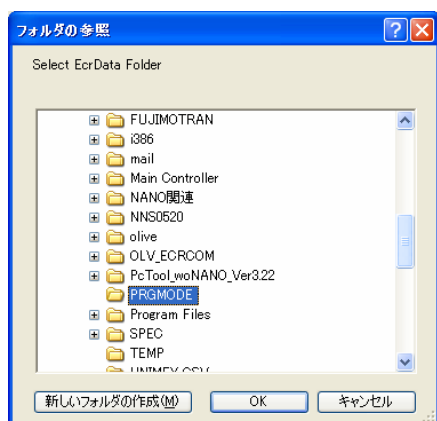 フォルダの参照
Select EcrData Folder
FUJIMOTRAN
i386
mail
Main Controller
NANO関連
NNS0520
olive
OLV_ECRCOM
PcTool_woNANO_Ver3.22
PRGMODE
Program Files
SPEC
TEMP
新しいフォルダの作成(M)
OK
キャンセル